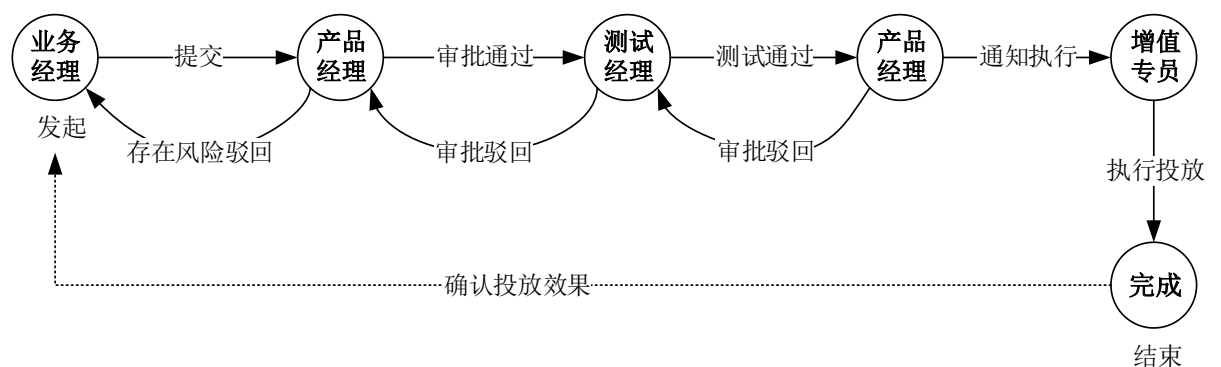 业务
经理
提交
产品
经理
审批通过
测试
经理
测试通过
产品
经理
通知执行
增值
专员
发起
存在风险驳回
审批驳回
审批驳回
执行投放
确认投放效果
完成
结束